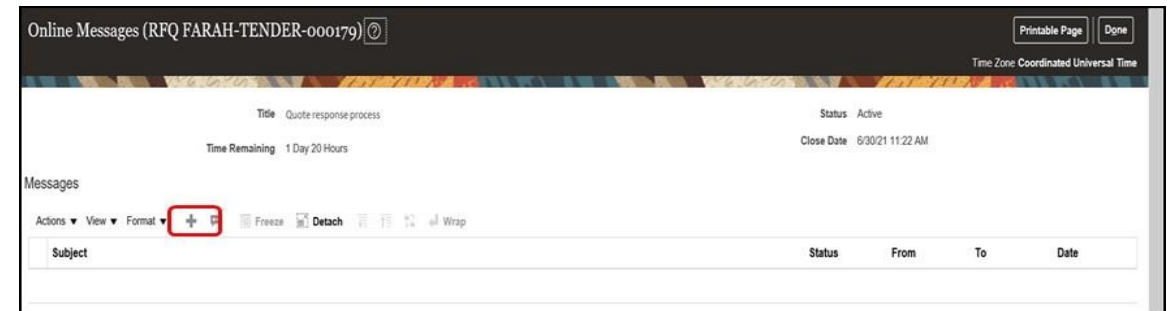 Online Messages (RFQ FARAH-TENDER-000179) ?
Printable Page Done
Time Zone Coordinated Universal Time
Title Quote response process
Status Active
Time Remaining 1 Day 20 Hours
Close Date 6/30/21 11:22 AM
Messages
Actions View Format Freeze Detach Wrap
Subject Status From To Date